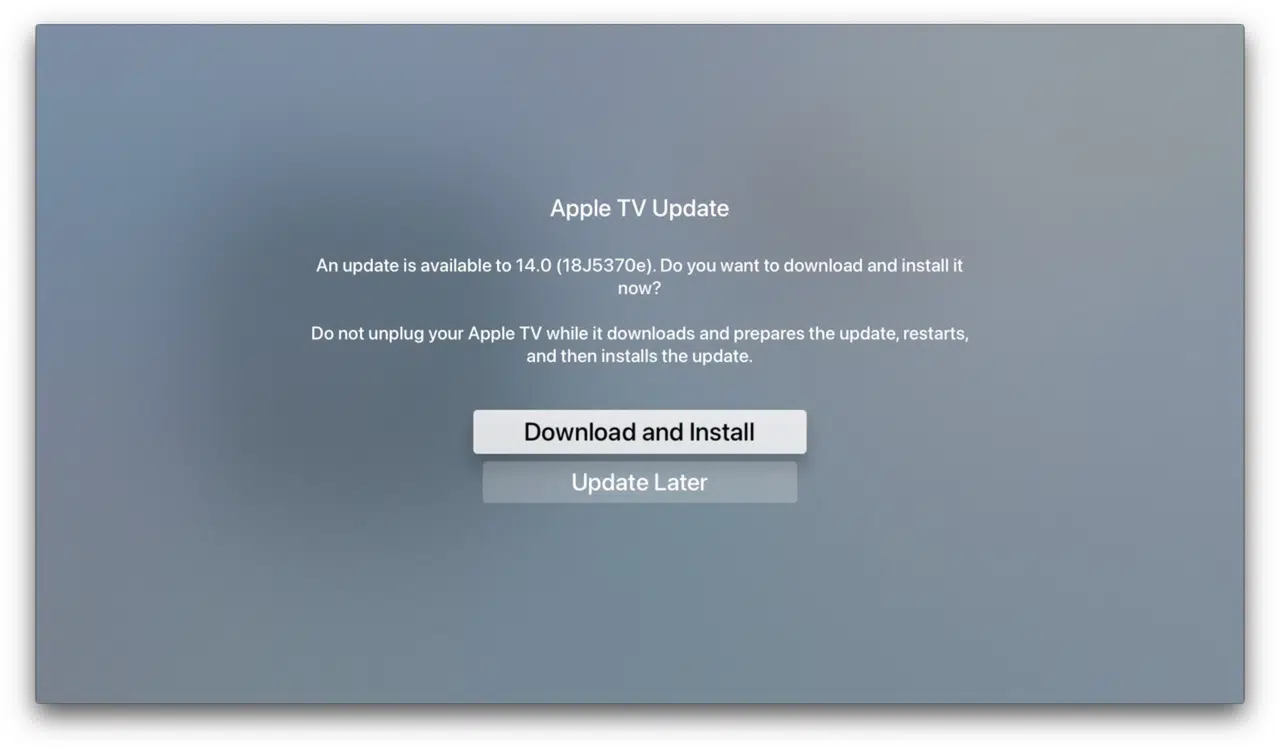 Apple TV Update
An update is available to 14.0 (18J5370e). Do you want to download and install it
now?
Do not unplug your Apple TV while it downloads and prepares the update, restarts,
and then installs the update.
Download and Install
Update Later